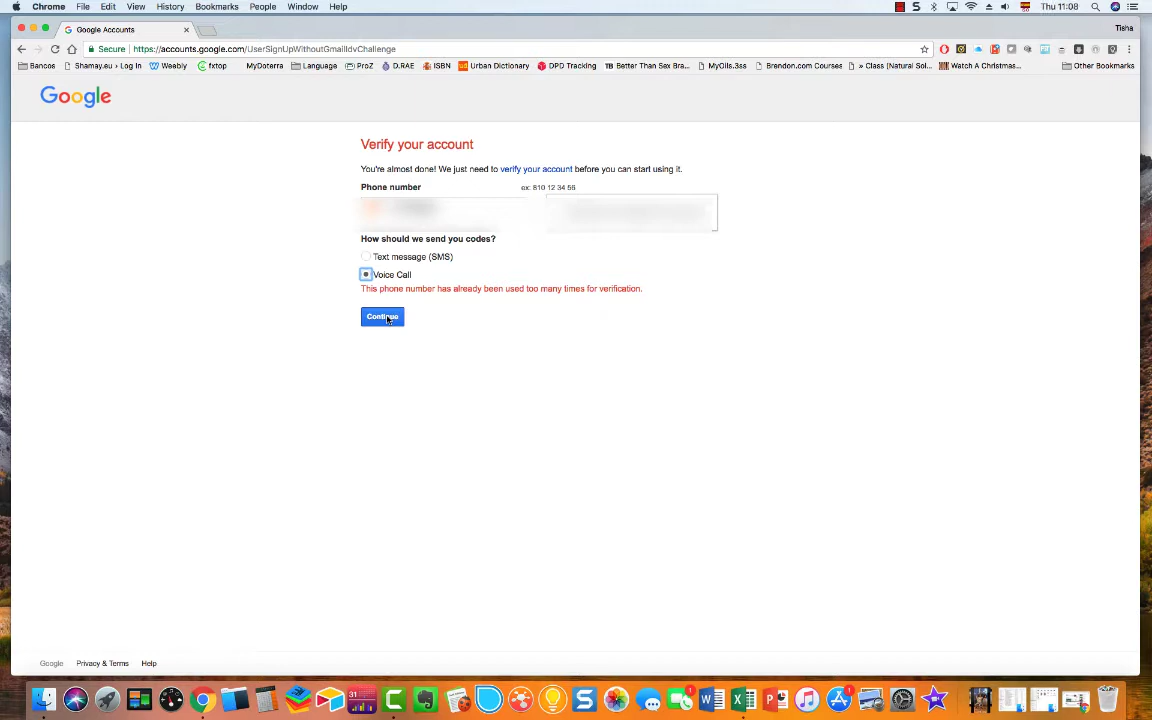 Chrome File Edit View History Bookmarks People Window Help Thu 11:08
Google Accounts Tisha
Secure https://accounts.google.com/UserSignUpWithoutGmailIdvChallenge
Bancos Shamay.eu › Log In Weebly fxtop MyDoterra Language ProZ D.RAE ISBN Urban Dictionary DPD Tracking TB Better Than Sex Bra... MyOils.3ss Brendon.com Courses » Class (Natural Sol... Watch A Christmas... Other Bookmarks
Google
Verify your account
You're almost done! We just need to verify your account before you can start using it.
Phone number ex: 810 12 34 56
How should we send you codes?
Text message (SMS)
Voice Call
This phone number has already been used too many times for verification.
Continue
Google Privacy & Terms Help